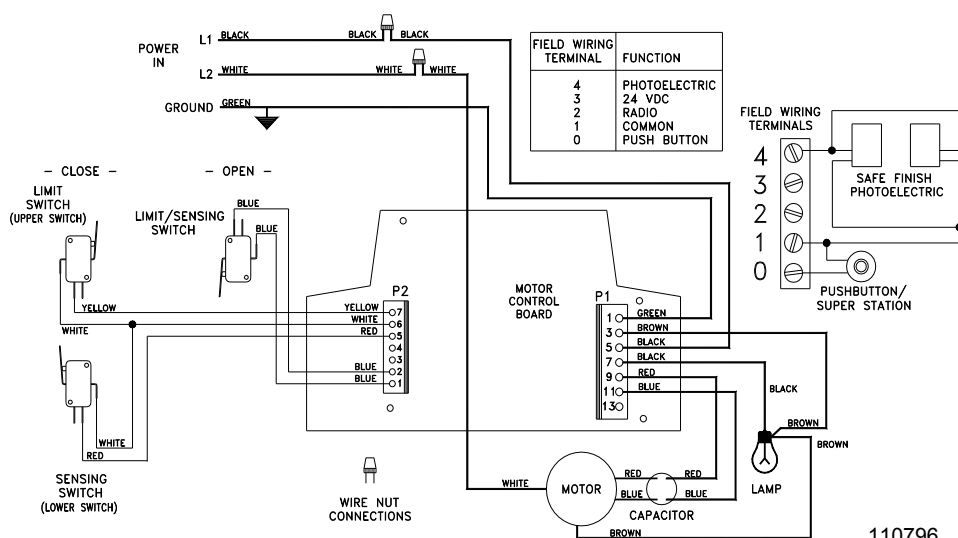 POWER
IN
L1 BLACK BLACK BLACK
L2 WHITE WHITE WHITE
GROUND GREEN
FIELD WIRING
TERMINAL FUNCTION
4 PHOTOELECTRIC
3 24 VDC
2 RADIO
1 COMMON
0 PUSH BUTTON
FIELD WIRING
TERMINALS
4
3
2
1
0
SAFE FINISH
PHOTOELECTRIC
PUSHBUTTON/
SUPER STATION
- CLOSE -
LIMIT
SWITCH
(UPPER SWITCH)
- OPEN -
LIMIT/SENSING
SWITCH
BLUE
BLUE
YELLOW
WHITE
WHITE
RED
SENSING
SWITCH
(LOWER SWITCH)
P2
YELLOW 7
WHITE 6
RED 5
4
3
BLUE 2
BLUE 1
MOTOR
CONTROL
BOARD
P1
1 GREEN
3 BROWN
5 BLACK
7 BLACK
9 RED
11 BLUE
13
BLACK
BROWN
BROWN
LAMP
WIRE NUT
CONNECTIONS
WHITE
MOTOR
RED RED
BLUE BLUE
CAPACITOR
BROWN
110796